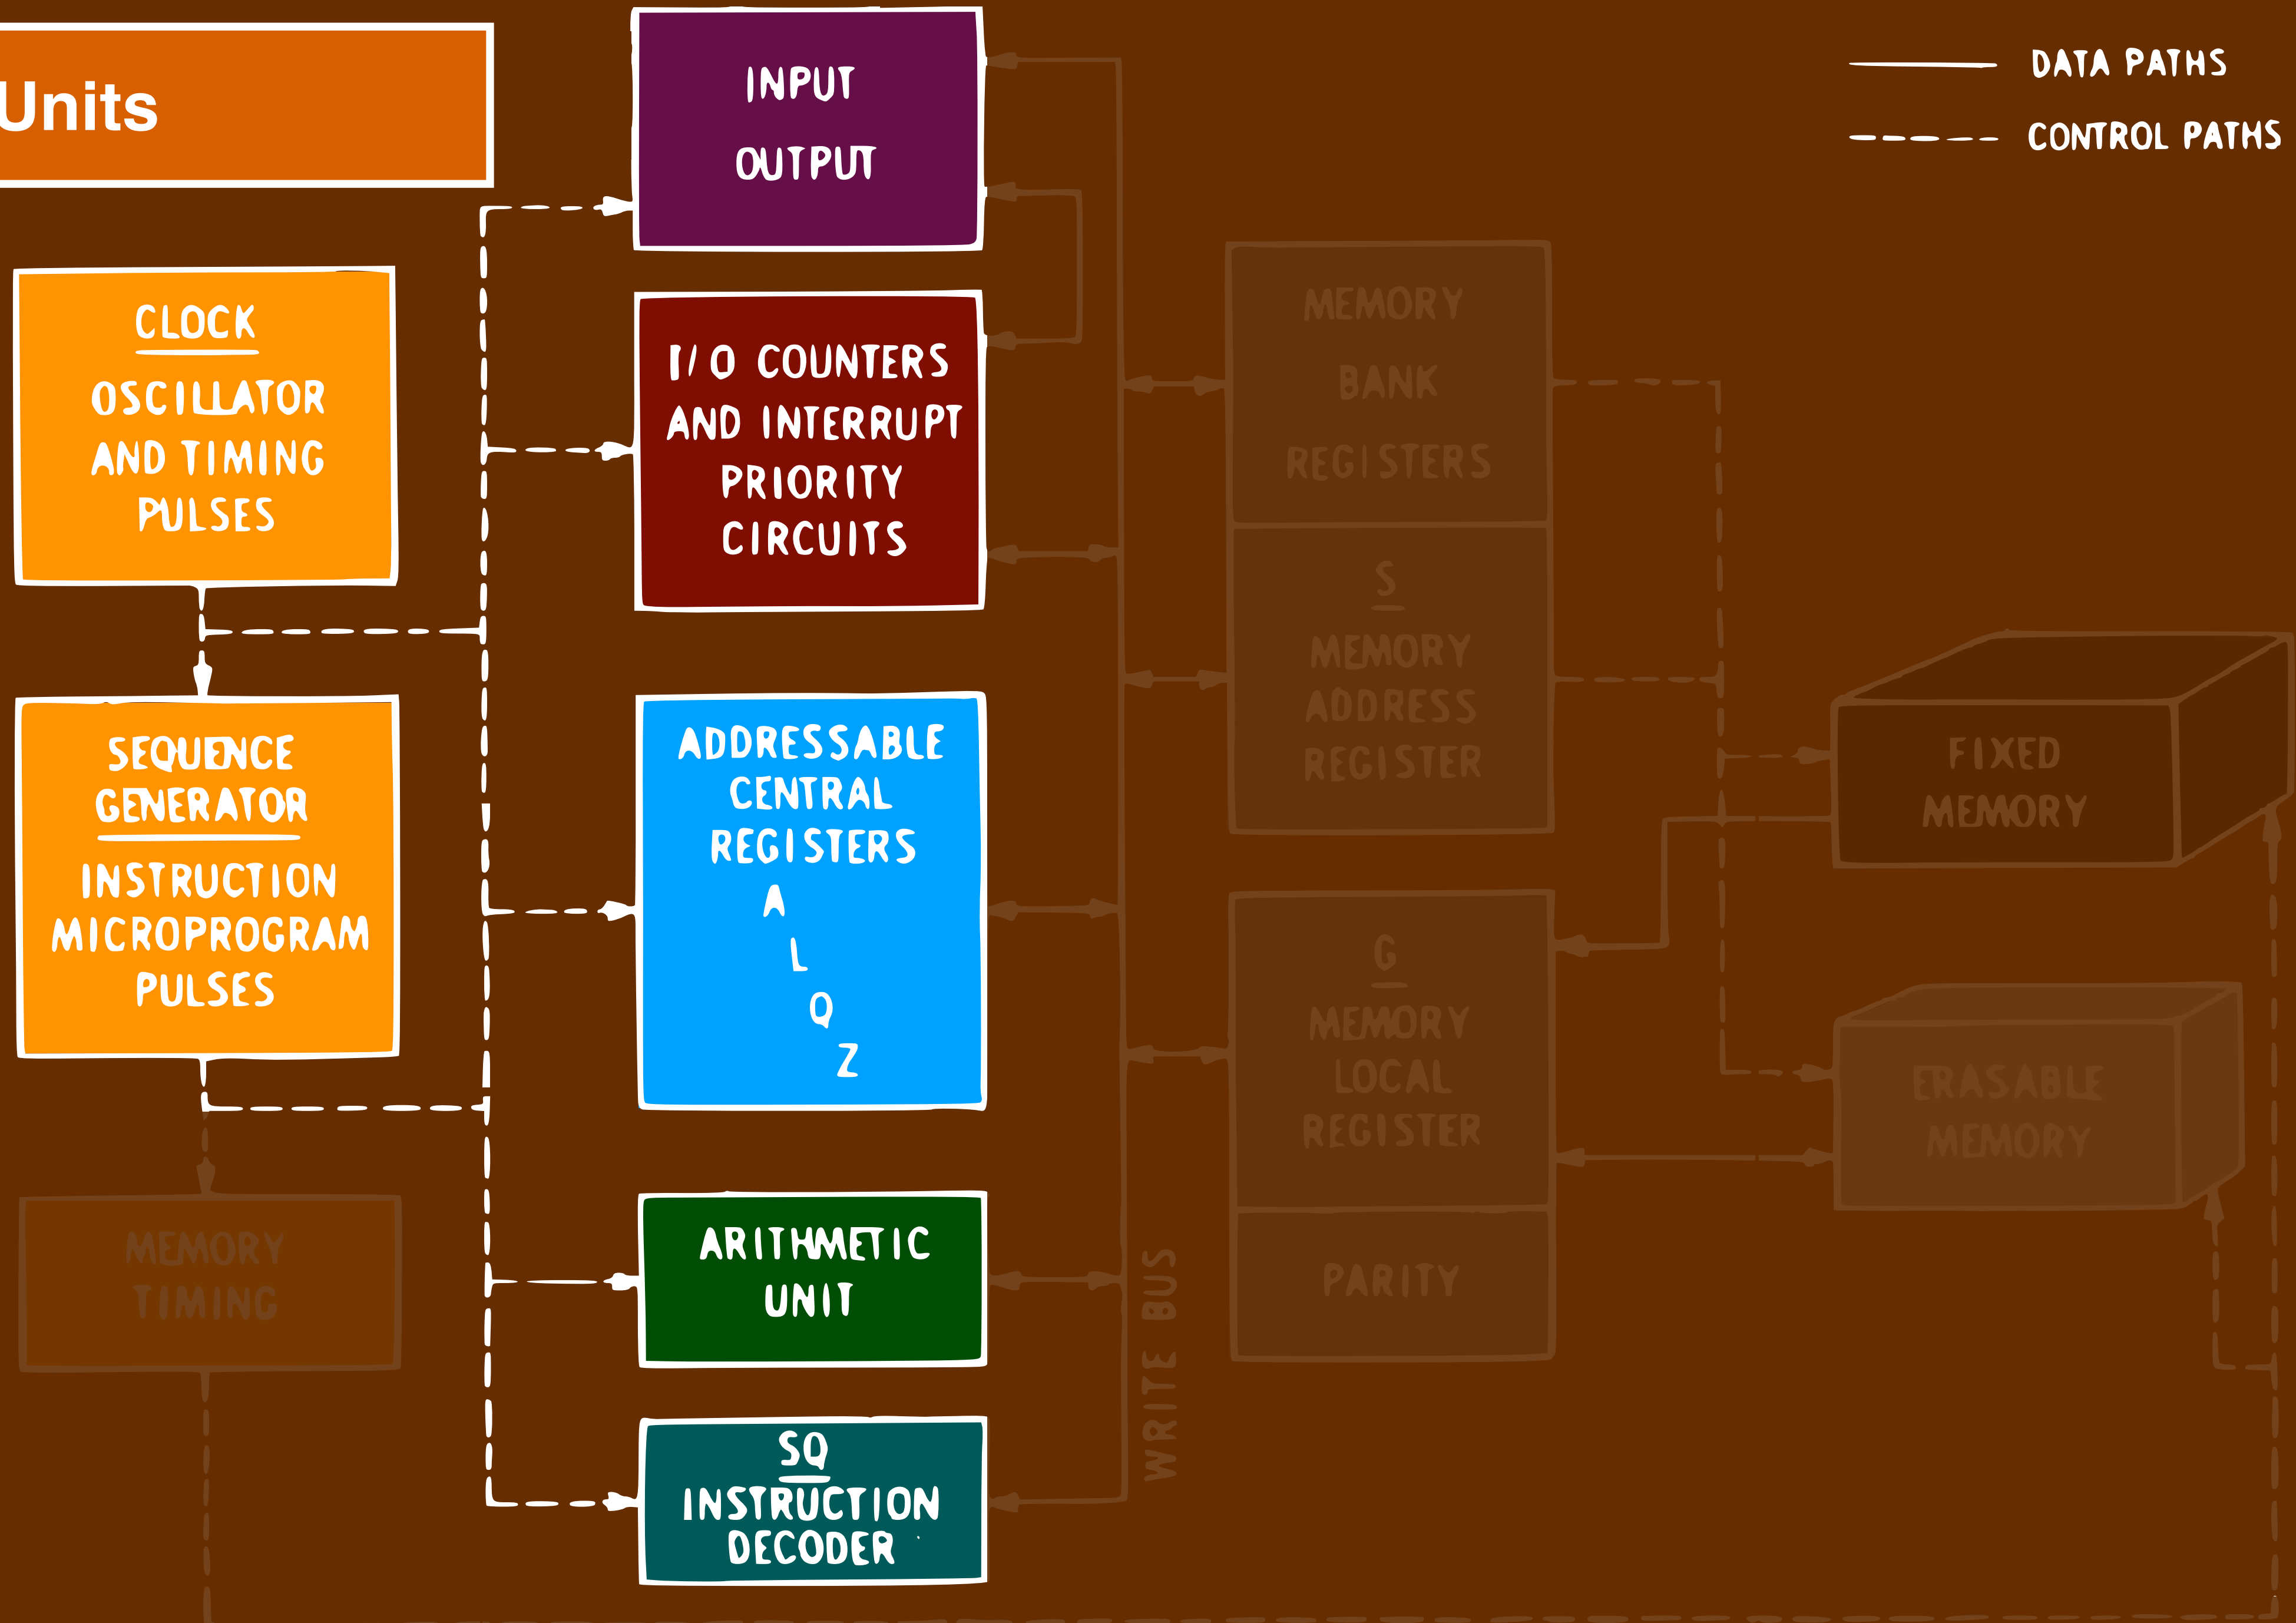 Units
DATA PATHS
CONTROL PATHS
INPUT
OUTPUT
CLOCK
OSCILLATOR
AND TIMING
PULSES
I/O COUNTERS
AND INTERRUPT
PRIORITY
CIRCUITS
MEMORY
BANK
REGISTERS
S
MEMORY
ADDRESS
REGISTER
SEQUENCE
GENERATOR
INSTRUCTION
MICROPROGRAM
PULSES
ADDRESSABLE
CENTRAL
REGISTERS
A
L
Q
Z
FIXED
MEMORY
G
MEMORY
LOCAL
REGISTER
PARITY
ERASABLE
MEMORY
MEMORY
TIMING
ARITHMETIC
UNIT
WRITE BUS
SQ
INSTRUCTION
DECODER